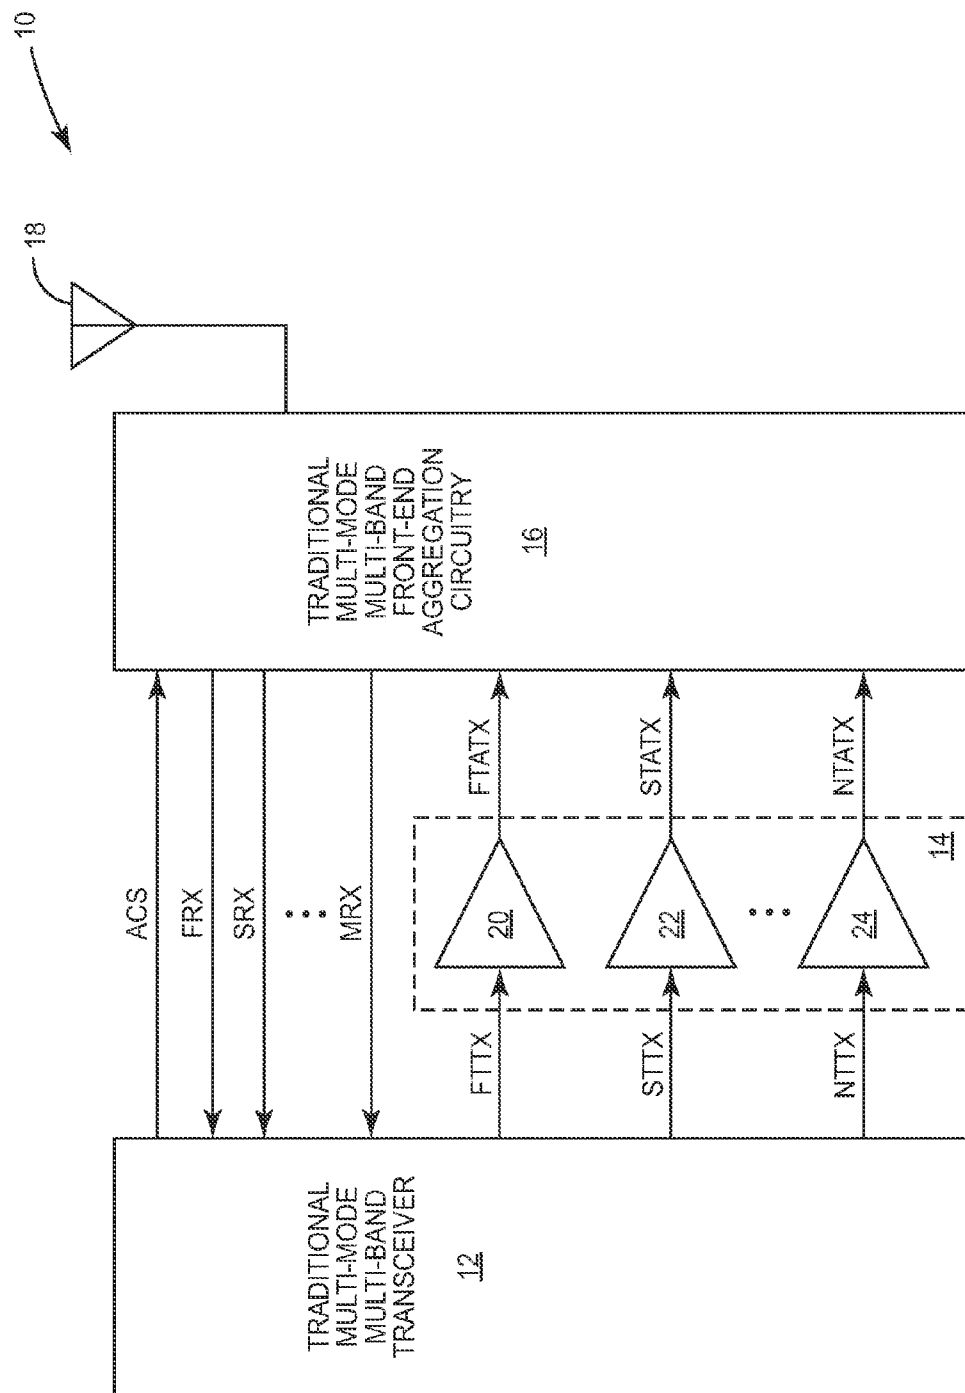 10
18
TRADITIONAL
MULTI-MODE
MULTI-BAND
TRANSCEIVER
12
ACS
FRX
SRX
MRX
FTTX
20
FTATX
STTX
22
STATX
NTTX
24
NTATX
14
TRADITIONAL
MULTI-MODE
MULTI-BAND
FRONT-END
AGGREGATION
CIRCUITRY
16